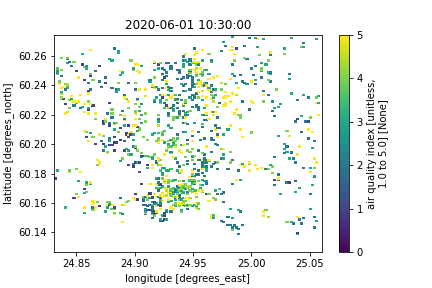 2020-06-01 10:30:00
60.26
60.24
60.22
60.20
60.18
60.16
60.14
latitude [degrees_north]
24.85 24.90 24.95 25.00 25.05
longitude [degrees_east]
5
4
3
2
1
0
air quality index [unitless,
1.0 to 5.0] [None]